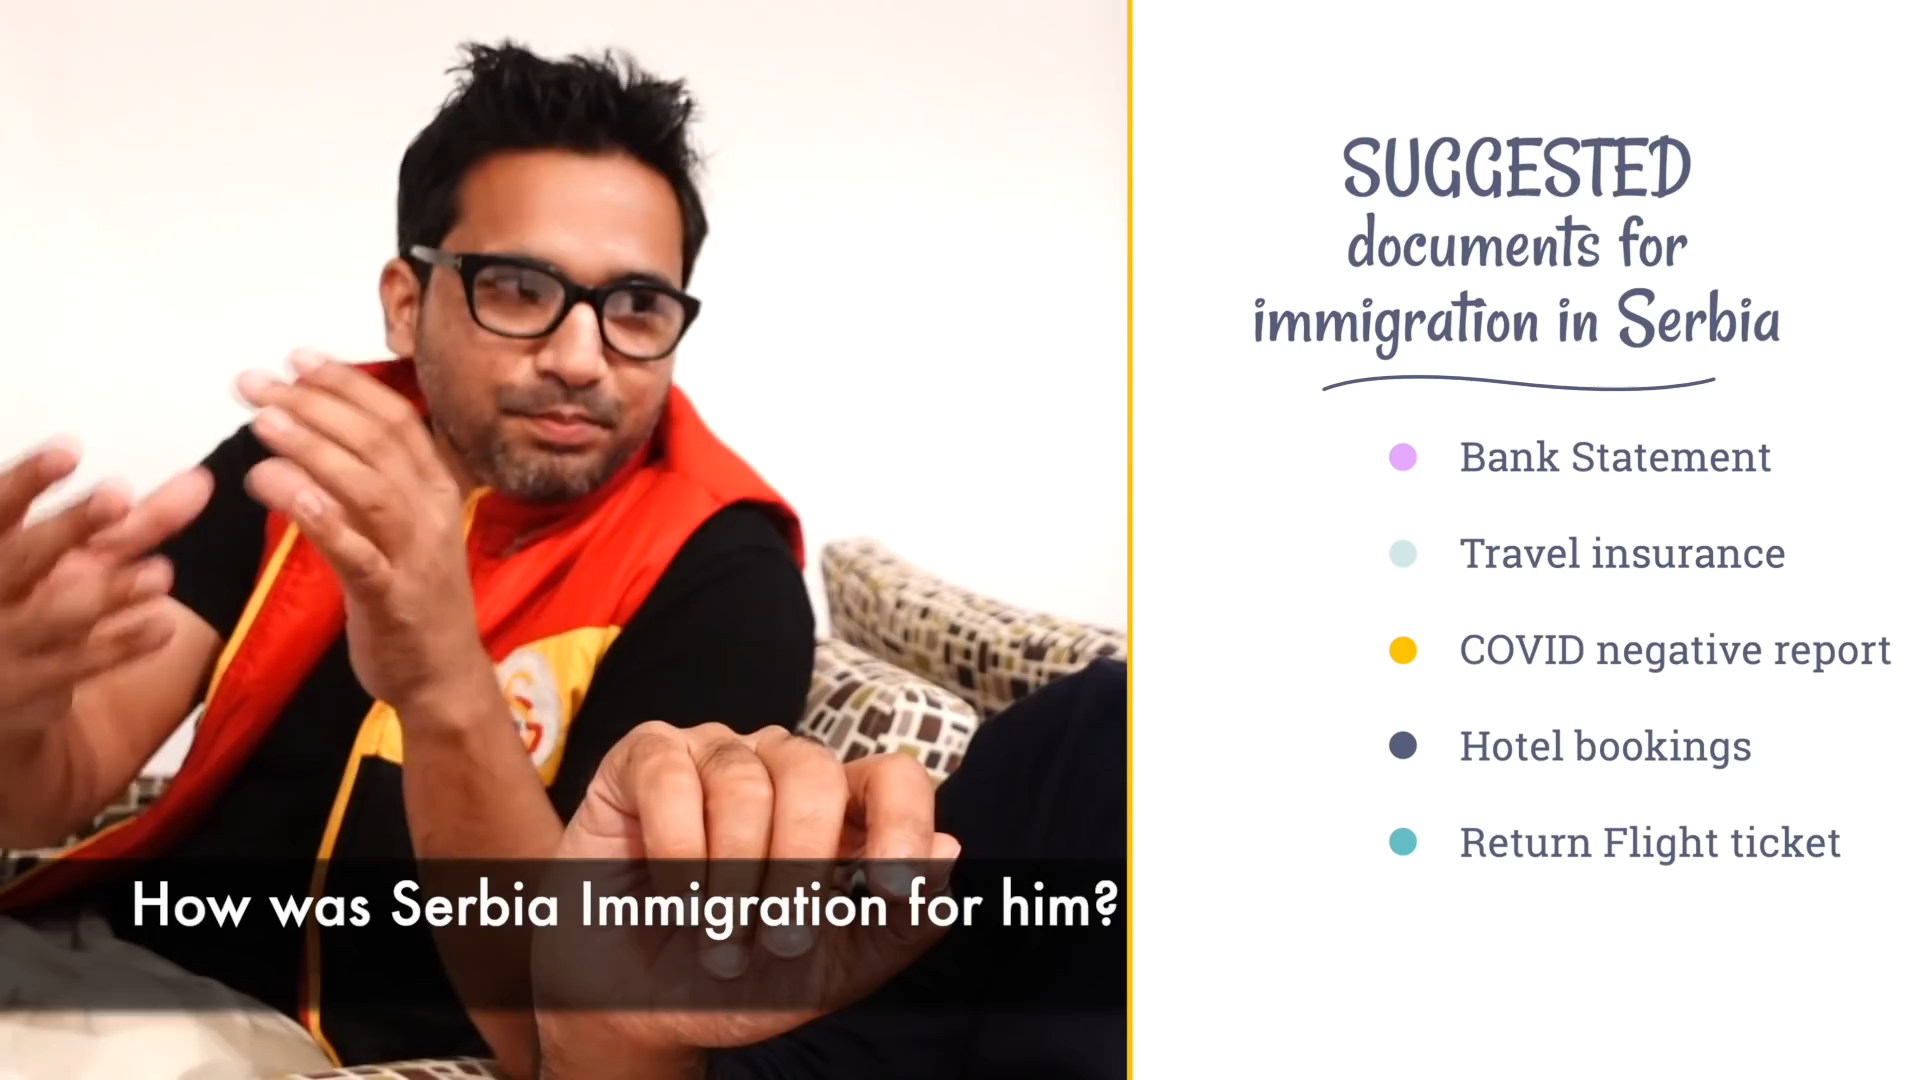 SUGGESTED
documents for
immigration in Serbia
Bank Statement
Travel insurance
COVID negative report
Hotel bookings
Return Flight ticket
How was Serbia Immigration for him?